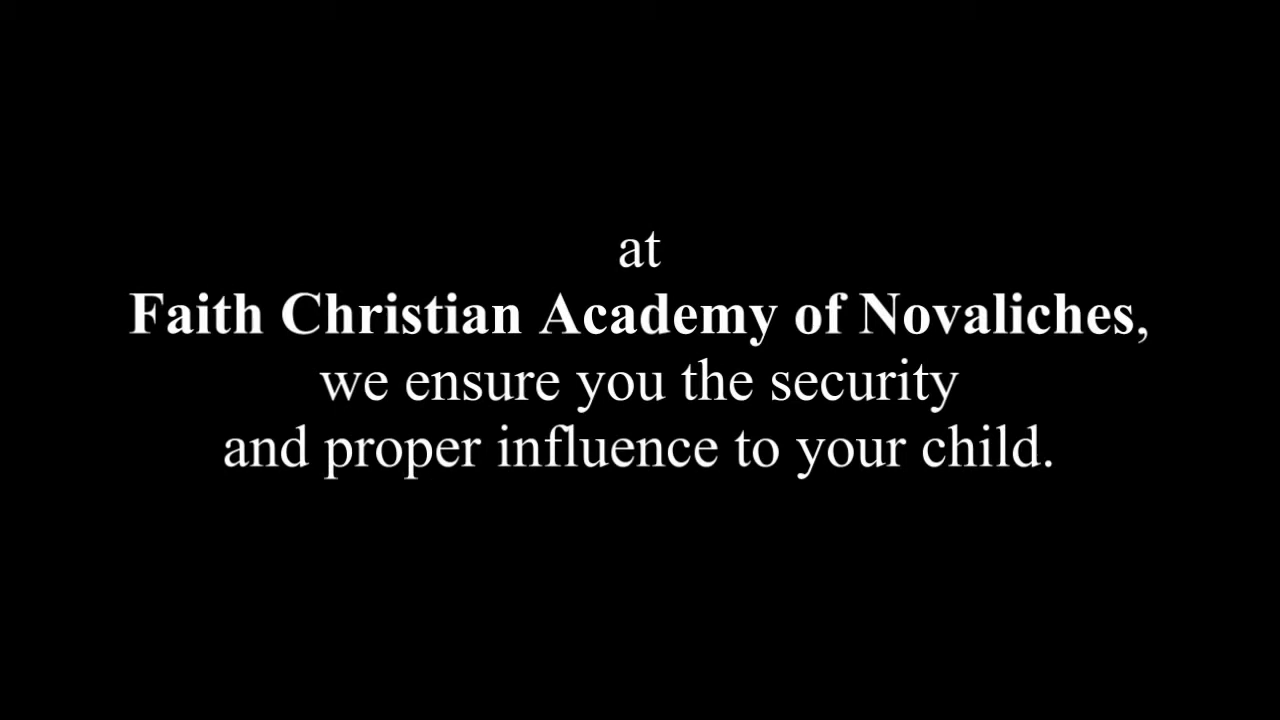 at
Faith Christian Academy of Novaliches,
we ensure you the security
and proper influence to your child.